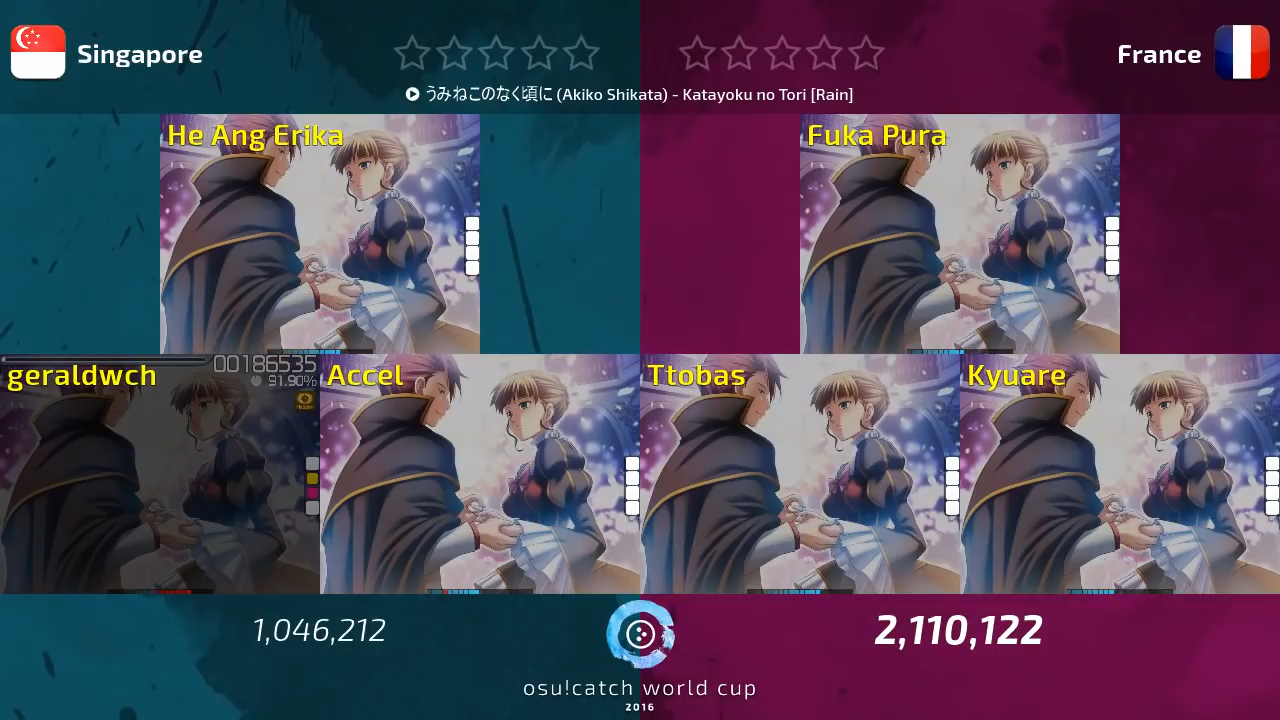 Singapore
France
うみねこのなく頃に (Akiko Shikata) - Katayoku no Tori [Rain]
He Ang Erika
Fuka Pura
00186535
91.90%
geraldwch
Accel
Ttobas
Kyuare
1,046,212
2,110,122
osu!catch world cup
2016